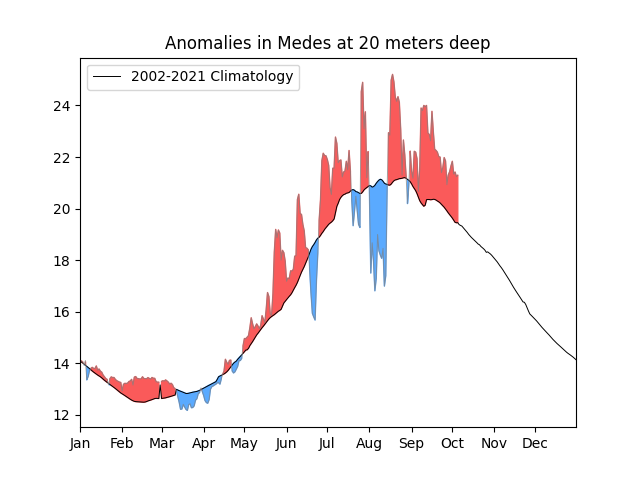 Anomalies in Medes at 20 meters deep
2002-2021 Climatology
24
22
20
18
16
14
12
Jan Feb Mar Apr May Jun Jul Aug Sep Oct Nov Dec